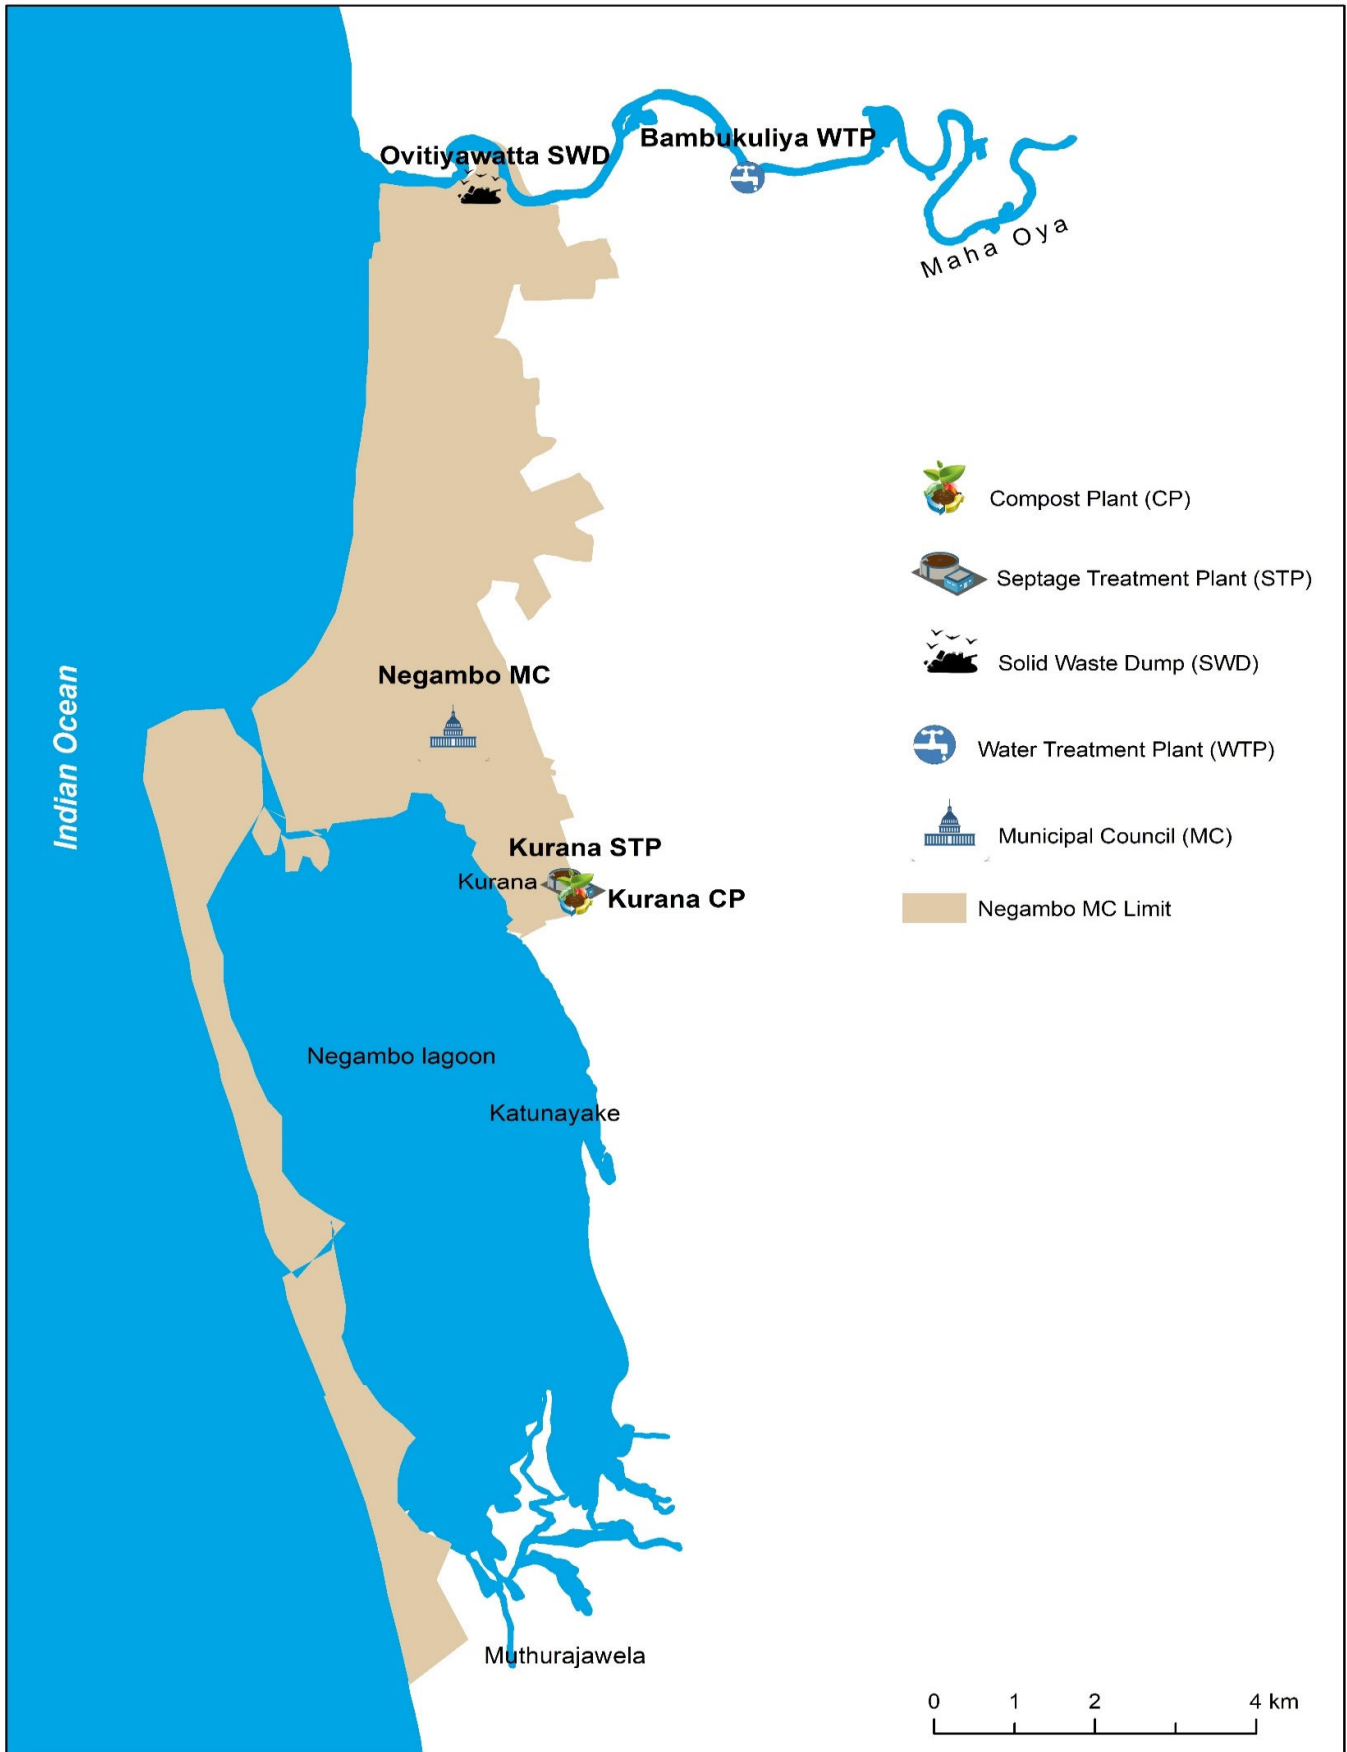 Bambukuliya WTP
Ovitiyawatta SWD
Maha Oya
Compost Plant (CP)
Septage Treatment Plant (STP)
Solid Waste Dump (SWD)
Negambo MC
Indian Ocean
Water Treatment Plant (WTP)
Municipal Council (MC)
Kurana STP
Kurana
Kurana CP
Negambo MC Limit
Negambo lagoon
Katunayake
Muthurajawela
0 1 2 4 km